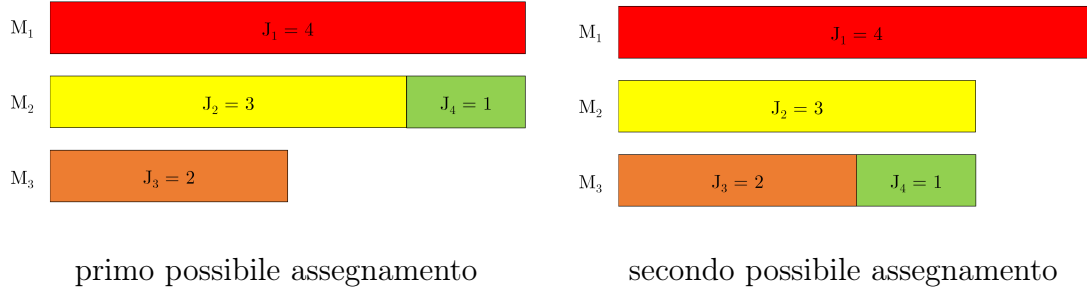 M₁ J₁ = 4
M₂ J₂ = 3 J₄ = 1
M₃ J₃ = 2
primo possibile assegnamento
M₁ J₁ = 4
M₂ J₂ = 3
M₃ J₃ = 2 J₄ = 1
secondo possibile assegnamento